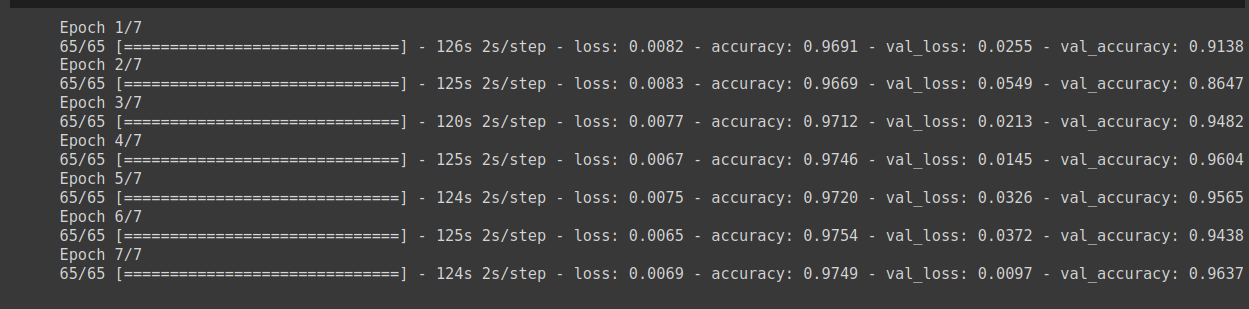 Epoch 1/7
65/65 [==============================] - 126s 2s/step - loss: 0.0082 - accuracy: 0.9691 - val_loss: 0.0255 - val_accuracy: 0.9138
Epoch 2/7
65/65 [==============================] - 125s 2s/step - loss: 0.0083 - accuracy: 0.9669 - val_loss: 0.0549 - val_accuracy: 0.8647
Epoch 3/7
65/65 [==============================] - 120s 2s/step - loss: 0.0077 - accuracy: 0.9712 - val_loss: 0.0213 - val_accuracy: 0.9482
Epoch 4/7
65/65 [==============================] - 125s 2s/step - loss: 0.0067 - accuracy: 0.9746 - val_loss: 0.0145 - val_accuracy: 0.9604
Epoch 5/7
65/65 [==============================] - 124s 2s/step - loss: 0.0075 - accuracy: 0.9720 - val_loss: 0.0326 - val_accuracy: 0.9565
Epoch 6/7
65/65 [==============================] - 125s 2s/step - loss: 0.0065 - accuracy: 0.9754 - val_loss: 0.0372 - val_accuracy: 0.9438
Epoch 7/7
65/65 [==============================] - 124s 2s/step - loss: 0.0069 - accuracy: 0.9749 - val_loss: 0.0097 - val_accuracy: 0.9637